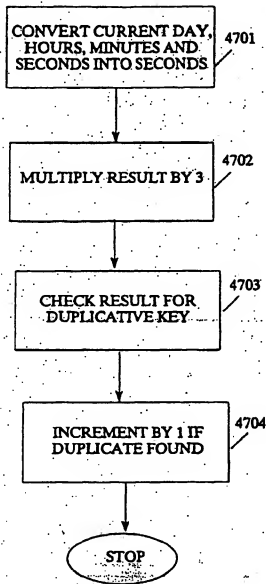 CONVERT CURRENT DAY,
HOURS, MINUTES AND
SECONDS INTO SECONDS
4701
MULTIPLY RESULT BY 3
4702
CHECK RESULT FOR
DUPLICATIVE KEY
4703
INCREMENT BY 1 IF
DUPLICATE FOUND
4704
STOP